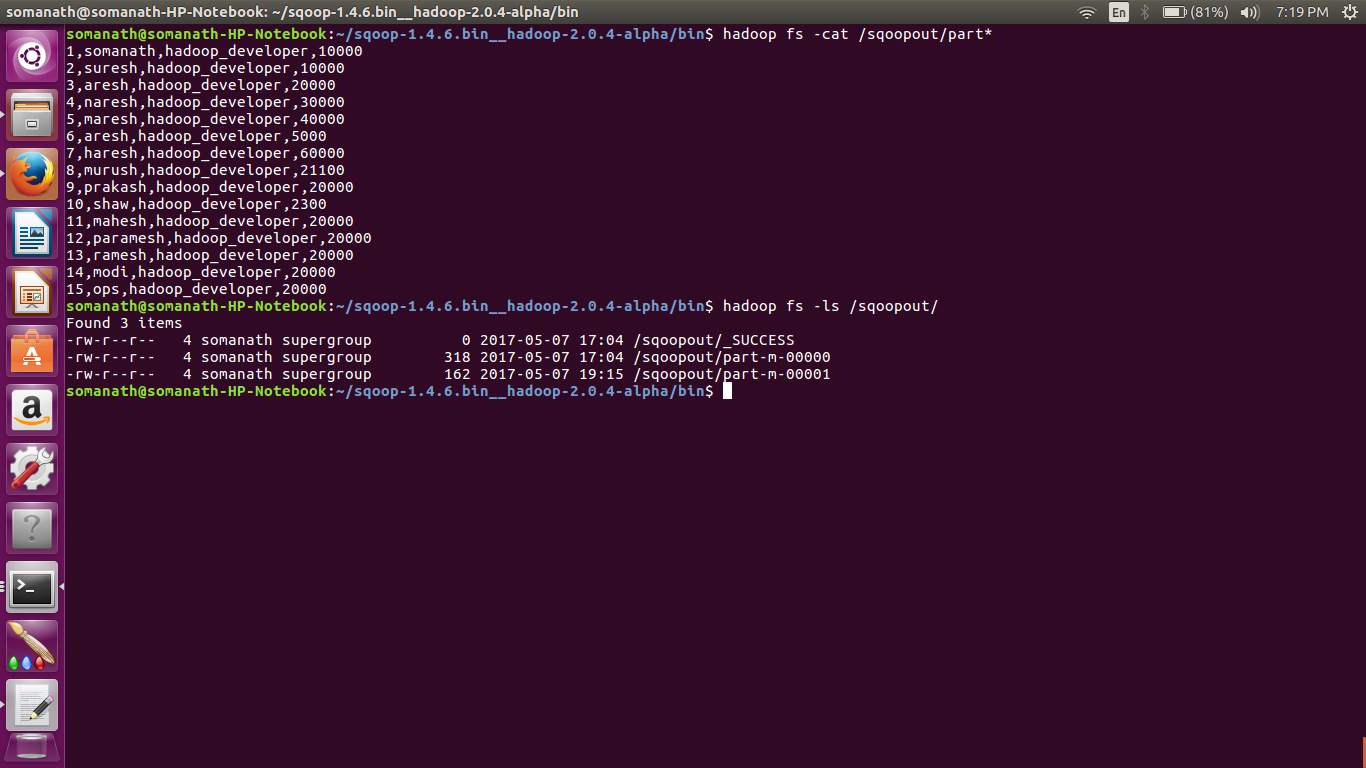 somanath@somanath-HP-Notebook: ~/sqoop-1.4.6.bin__hadoop-2.0.4-alpha/bin En (81%) 7:19 PM
somanath@somanath-HP-Notebook:~/sqoop-1.4.6.bin__hadoop-2.0.4-alpha/bin$ hadoop fs -cat /sqoopout/part*
1,somanath,hadoop_developer,10000
2,suresh,hadoop_developer,10000
3,aresh,hadoop_developer,20000
4,naresh,hadoop_developer,30000
5,maresh,hadoop_developer,40000
6,aresh,hadoop_developer,5000
7,haresh,hadoop_developer,60000
8,murush,hadoop_developer,21100
9,prakash,hadoop_developer,20000
10,shaw,hadoop_developer,2300
11,mahesh,hadoop_developer,20000
12,paramesh,hadoop_developer,20000
13,ramesh,hadoop_developer,20000
14,modi,hadoop_developer,20000
15,ops,hadoop_developer,20000
somanath@somanath-HP-Notebook:~/sqoop-1.4.6.bin__hadoop-2.0.4-alpha/bin$ hadoop fs -ls /sqoopout/
Found 3 items
-rw-r--r--   4 somanath supergroup          0 2017-05-07 17:04 /sqoopout/_SUCCESS
-rw-r--r--   4 somanath supergroup        318 2017-05-07 17:04 /sqoopout/part-m-00000
-rw-r--r--   4 somanath supergroup        162 2017-05-07 19:15 /sqoopout/part-m-00001
somanath@somanath-HP-Notebook:~/sqoop-1.4.6.bin__hadoop-2.0.4-alpha/bin$